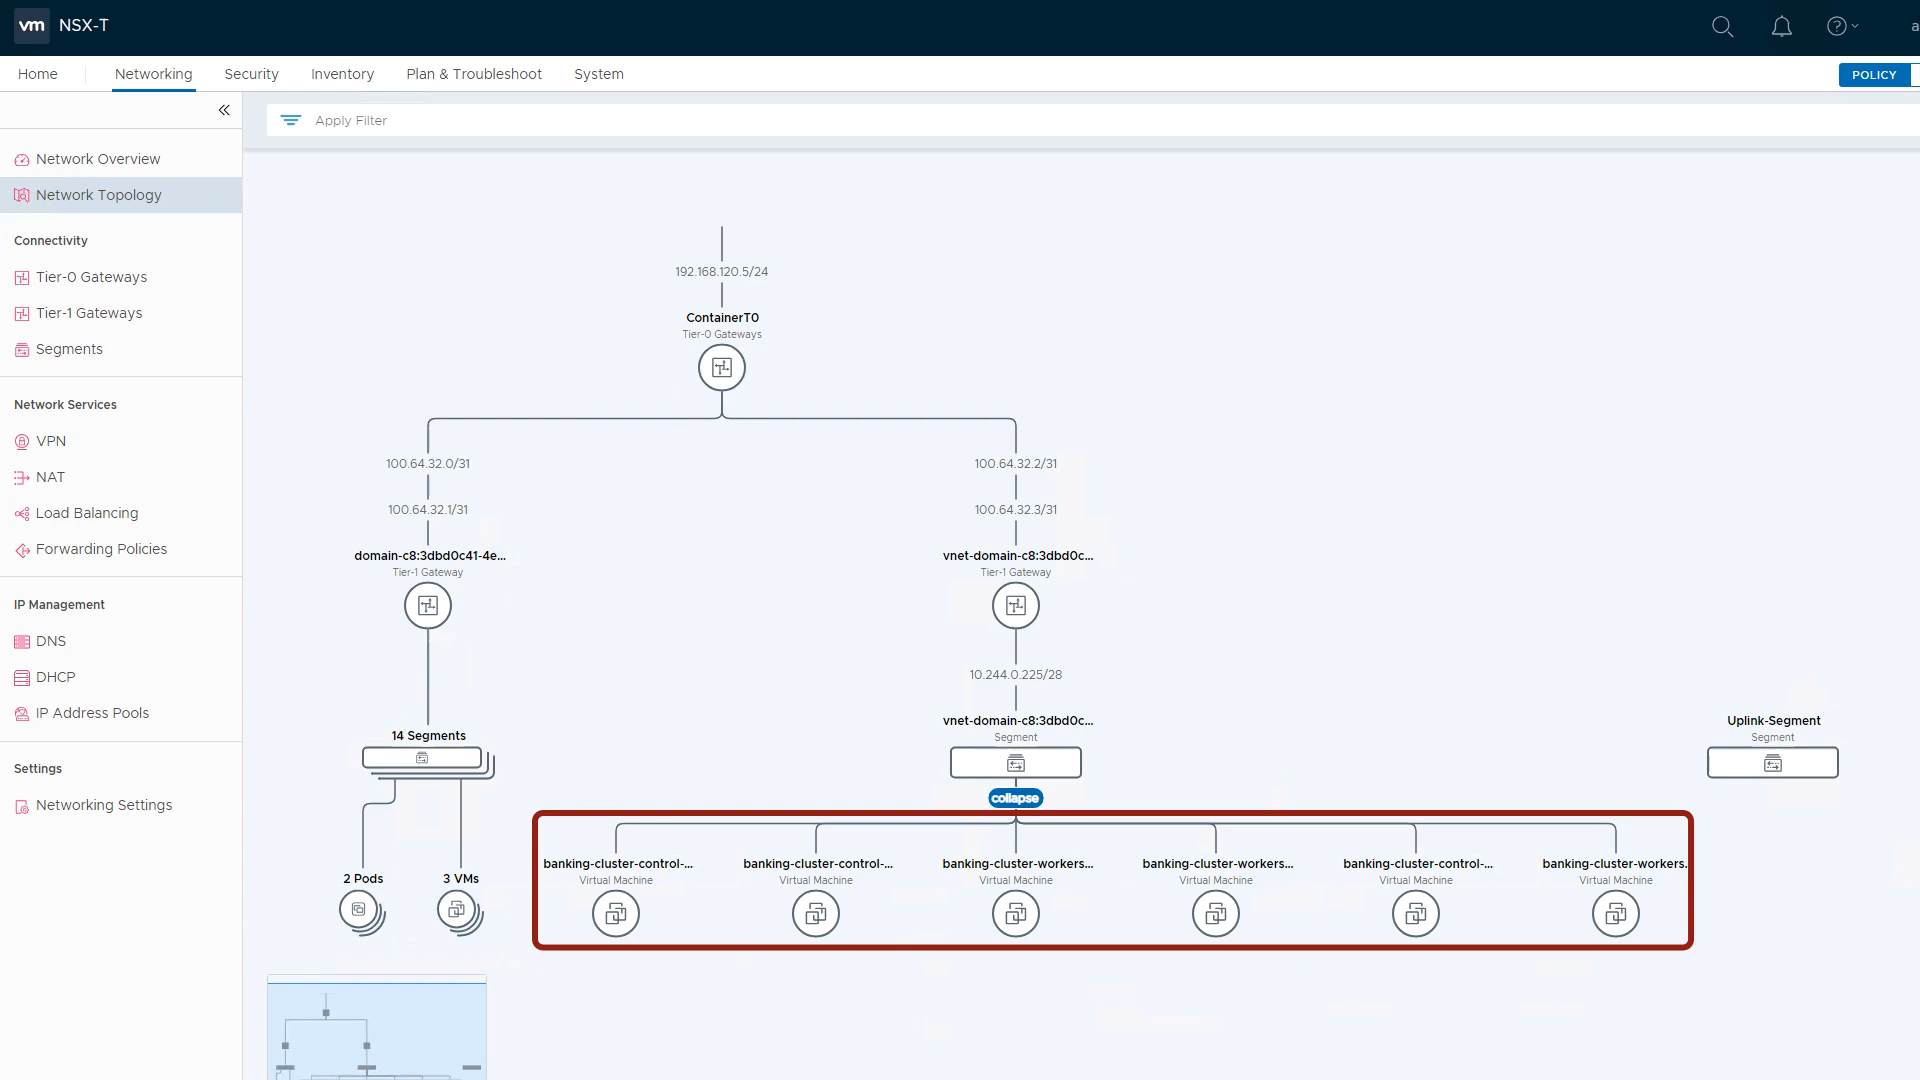 vm NSX-T
a
Home Networking Security Inventory Plan & Troubleshoot System
POLICY
Apply Filter
Network Overview
Network Topology
Connectivity
Tier-0 Gateways
Tier-1 Gateways
Segments
Network Services
VPN
NAT
Load Balancing
Forwarding Policies
IP Management
DNS
DHCP
IP Address Pools
Settings
Networking Settings
192.168.120.5/24
ContainerT0
Tier-0 Gateways
100.64.32.0/31
100.64.32.2/31
100.64.32.1/31
100.64.32.3/31
domain-c8:3dbd0c41-4e...
Tier-1 Gateway
vnet-domain-c8:3dbd0c...
Tier-1 Gateway
10.244.0.225/28
14 Segments
vnet-domain-c8:3dbd0c...
Segment
Uplink-Segment
Segment
collapse
2 Pods
3 VMs
banking-cluster-control-...
Virtual Machine
banking-cluster-control-...
Virtual Machine
banking-cluster-workers...
Virtual Machine
banking-cluster-workers...
Virtual Machine
banking-cluster-control-...
Virtual Machine
banking-cluster-workers.
Virtual Machine